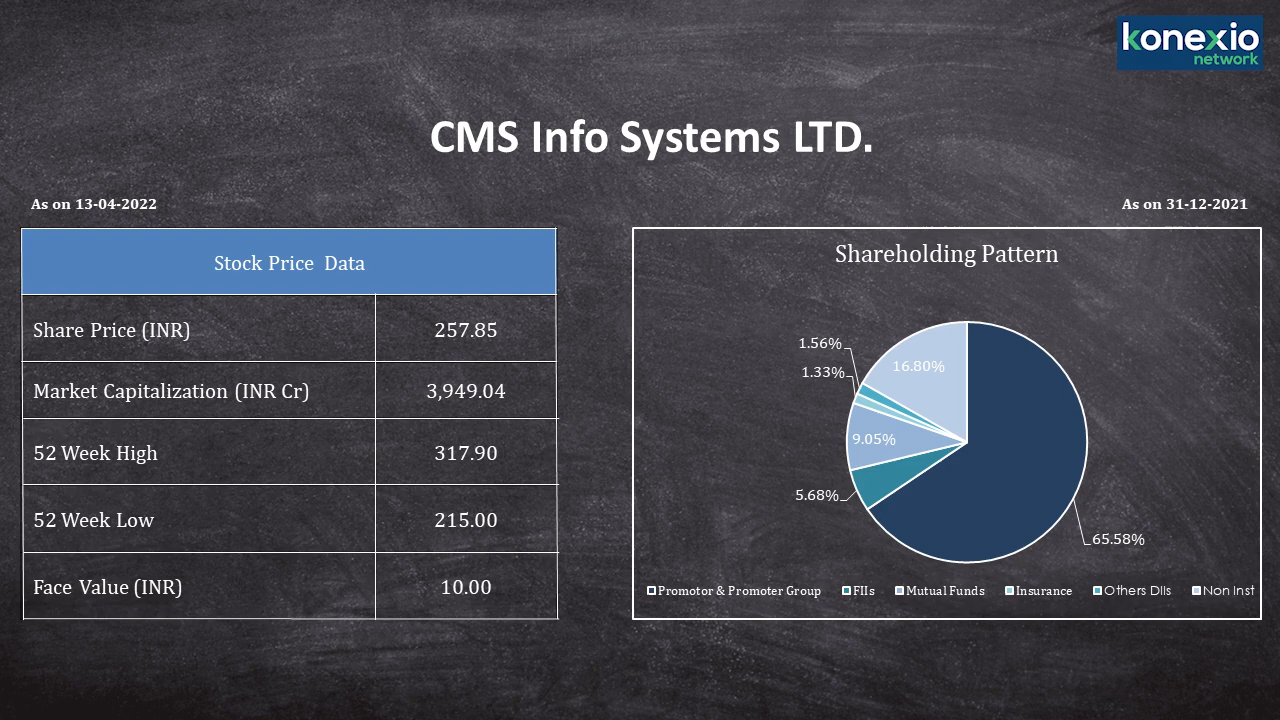 konexio
network
CMS Info Systems LTD.
As on 13-04-2022
As on 31-12-2021
Stock Price Data
Share Price (INR) 257.85
Market Capitalization (INR Cr) 3,949.04
52 Week High 317.90
52 Week Low 215.00
Face Value (INR) 10.00
Shareholding Pattern
1.56%
16.80%
1.33%
9.05%
5.68%
65.58%
Promotor & Promoter Group FIIs Mutual Funds Insurance Others DIIs Non Inst